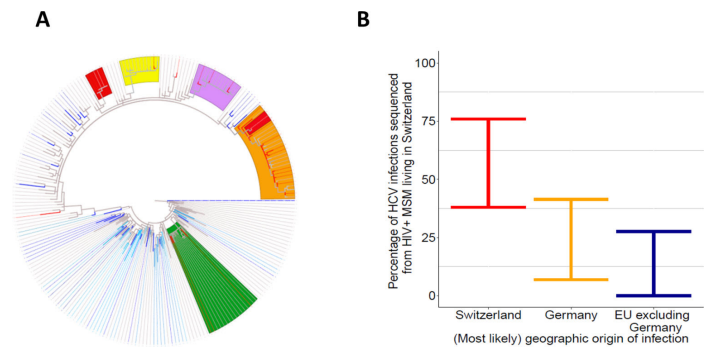 A
B
Percentage of HCV infections sequenced
from HIV+ MSM living in Switzerland
100
75
50
25
0
Switzerland
Germany
EU excluding
Germany
(Most likely) geographic origin of infection